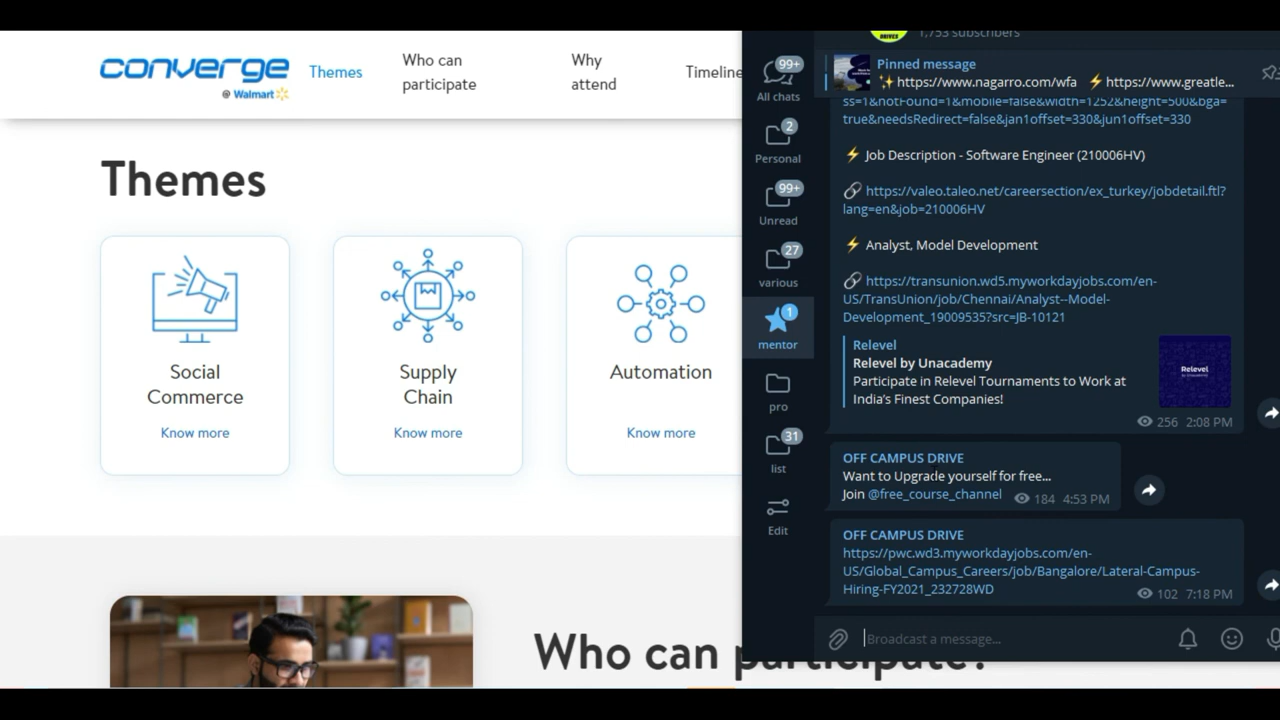 converge
@ Walmart
Themes
Who can
participate
Why
attend
Timeline
Themes
Social
Commerce
Know more
Supply
Chain
Know more
Automation
Know more
Who can participate?
DRIVES
1,753 subscribers
Pinned message
✨https://www.nagarro.com/wfa ⚡https://www.greatle...
99+
All chats
2
Personal
99+
Unread
27
various
1
mentor
pro
31
list
Edit
ss=1&notFound=1&mobile=false&width=1252&height=500&bga=
true&needsRedirect=false&jan1offset=330&jun1offset=330
⚡ Job Description - Software Engineer (210006HV)
🔗 https://valeo.taleo.net/careersection/ex_turkey/jobdetail.ftl?
lang=en&job=210006HV
⚡ Analyst, Model Development
🔗 https://transunion.wd5.myworkdayjobs.com/en-
US/TransUnion/job/Chennai/Analyst--Model-
Development_19009535?src=JB-10121
Relevel
Relevel by Unacademy
Participate in Relevel Tournaments to Work at
India's Finest Companies!
Relevel
by Unacademy
256 2:08 PM
OFF CAMPUS DRIVE
Want to Upgrade yourself for free...
Join @free_course_channel
184 4:53 PM
OFF CAMPUS DRIVE
https://pwc.wd3.myworkdayjobs.com/en-
US/Global_Campus_Careers/job/Bangalore/Lateral-Campus-
Hiring-FY2021_232728WD
102 7:18 PM
Broadcast a message...